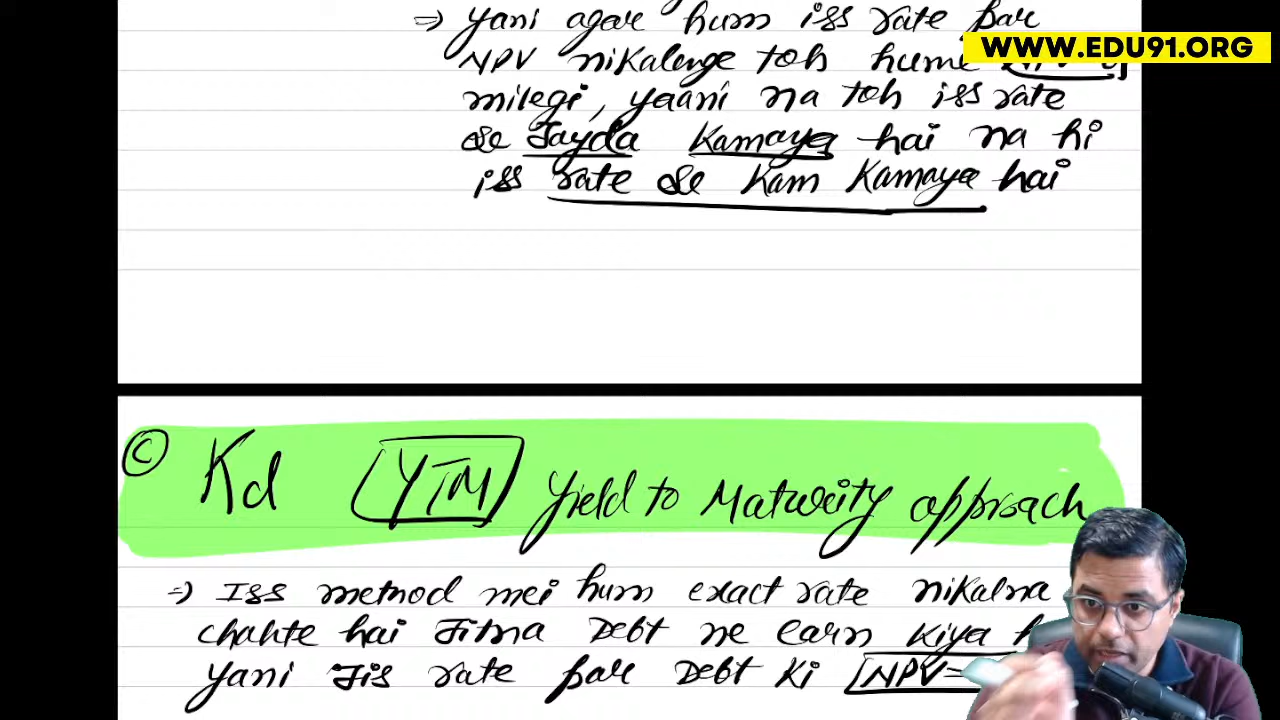 ⇒ Yani agar hum iss rate par
WWW.EDU91.ORG
NPV nikalenge toh hume
milegi, yaani na toh iss rate
se Jayda Kamaya hai na hi
iss rate se Kam Kamaya hai
(C) Kd [YTM] Yield to Maturity approach
⇒ Iss method mei hum exact rate nikalna
chahte hai Jitna Debt ne earn kiya
yani Jis rate par Debt ki NPV=